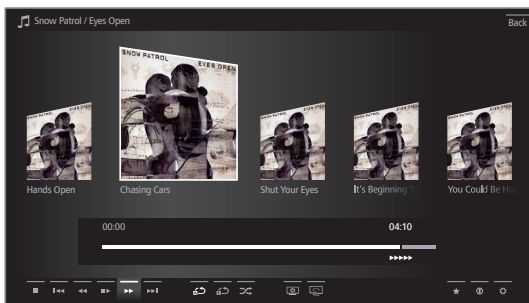 Snow Patrol / Eyes Open
Back
SNOW PATROL
EYES OPEN
Hands Open
Chasing Cars
Shut Your Eyes
It's Beginning T
You Could Be Ha
00:00
04:10